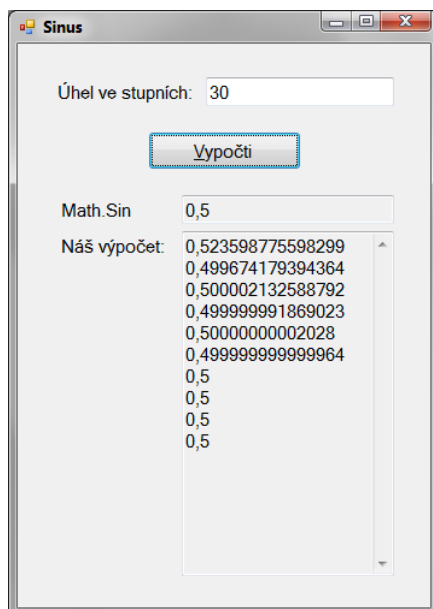 Sinus
Úhel ve stupních: 30
Vypočti
Math.Sin 0,5
Náš výpočet: 0,523598775598299
0,499674179394364
0,500002132588792
0,499999991869023
0,50000000002028
0,499999999999964
0,5
0,5
0,5
0,5